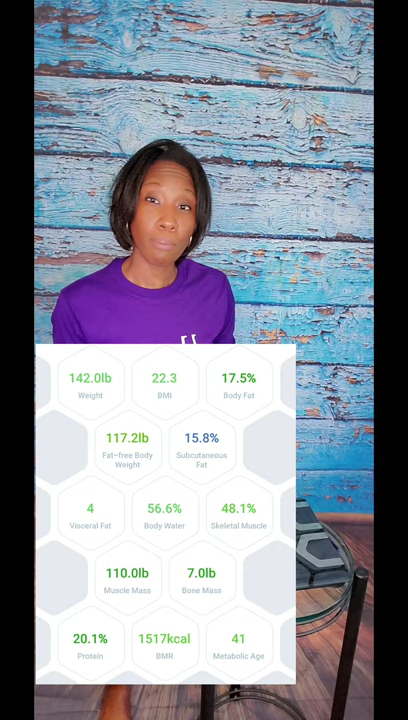 142.0lb 22.3 17.5%
Weight BMI Body Fat
117.2lb 15.8%
Fat-free Body Weight Subcutaneous Fat
4 56.6% 48.1%
Visceral Fat Body Water Skeletal Muscle
110.0lb 7.0lb
Muscle Mass Bone Mass
20.1% 1517kcal 41
Protein BMR Metabolic Age